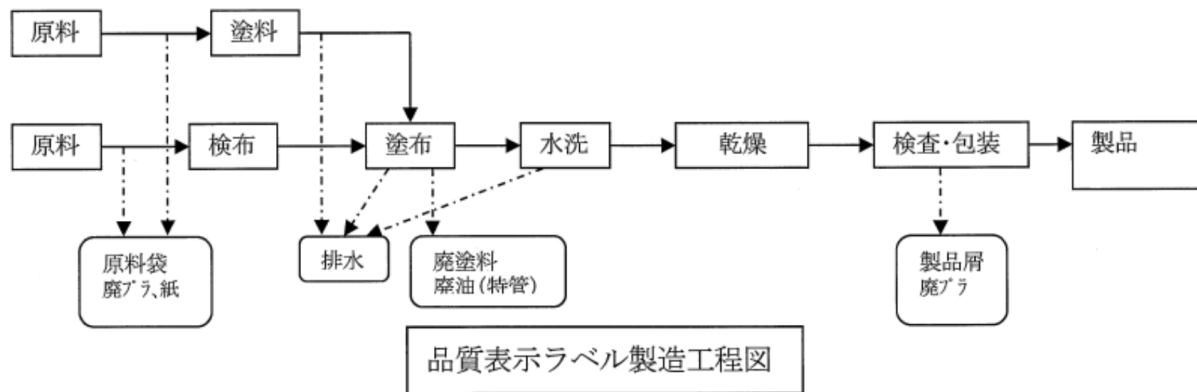 原料
塗料
原料
検布
塗布
水洗
乾燥
検査・包装
製品
原料袋
廃プラ、紙
排水
廃塗料
廃油(特管)
製品屑
廃プラ
品質表示ラベル製造工程図